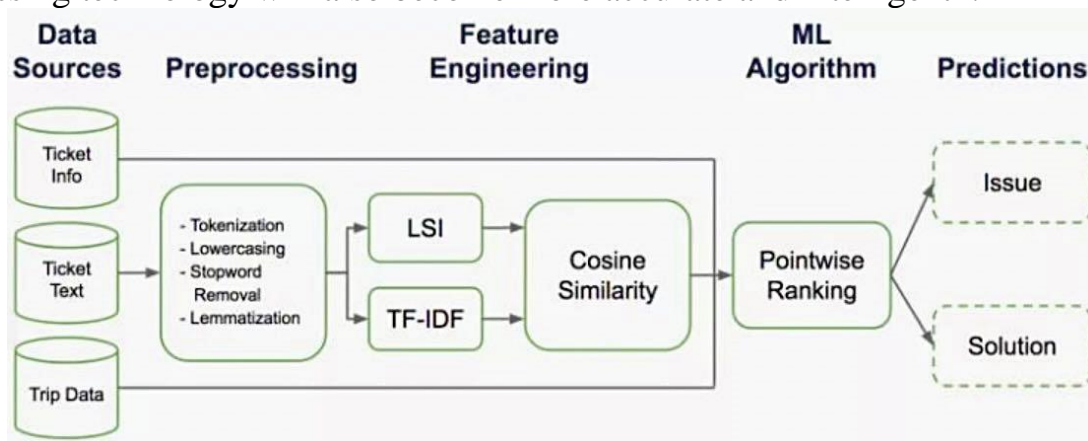 Data
Sources
Preprocessing
Feature
Engineering
ML
Algorithm
Predictions
Ticket
Info
Ticket
Text
Trip Data
- Tokenization
- Lowercasing
- Stopword
Removal
- Lemmatization
LSI
TF-IDF
Cosine
Similarity
Pointwise
Ranking
Issue
Solution